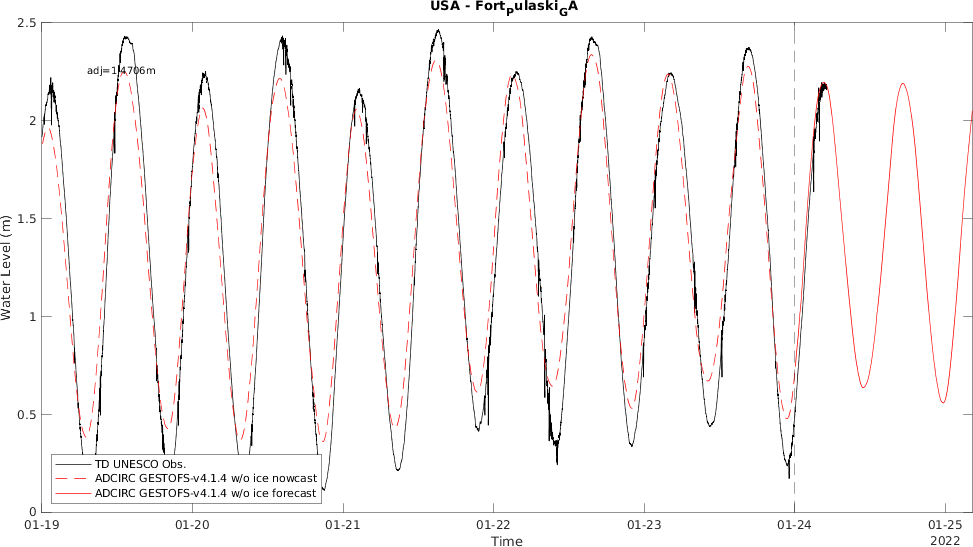 USA - FortPulaskiGA
2.5
adj=1.4706m
2
1.5
Water Level (m)
1
0.5
TD UNESCO Obs.
ADCIRC GESTOFS-v4.1.4 w/o ice nowcast
ADCIRC GESTOFS-v4.1.4 w/o ice forecast
0
01-19 01-20 01-21 01-22 01-23 01-24 01-25
Time 2022